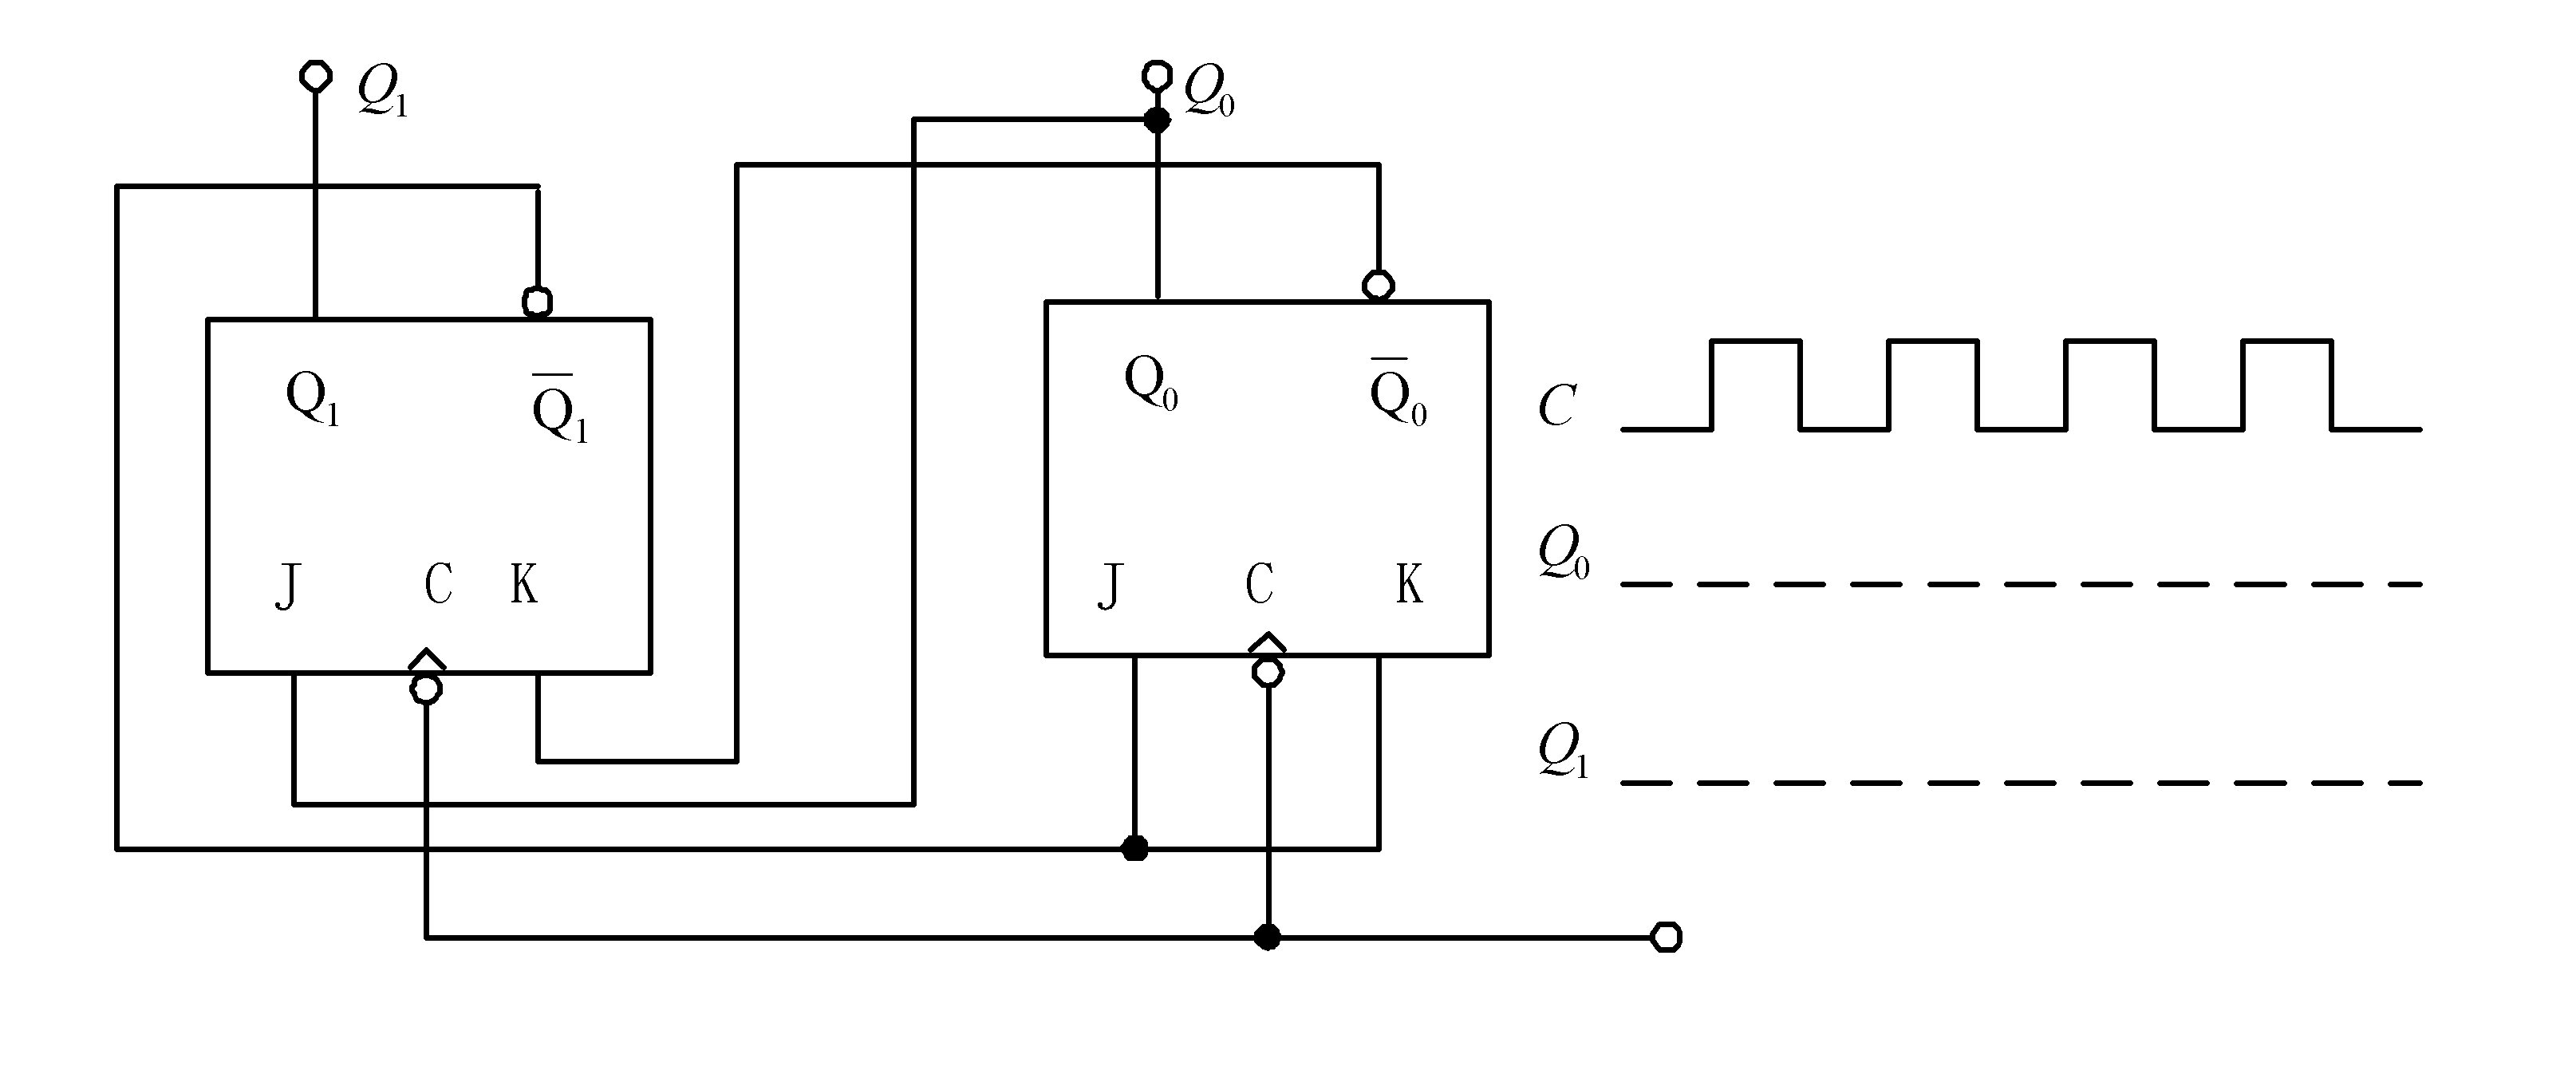 Q₁ Q₀
Q₁ Q̅₁ Q₀ Q̅₀
C
J C K J C K
Q₀
Q₁